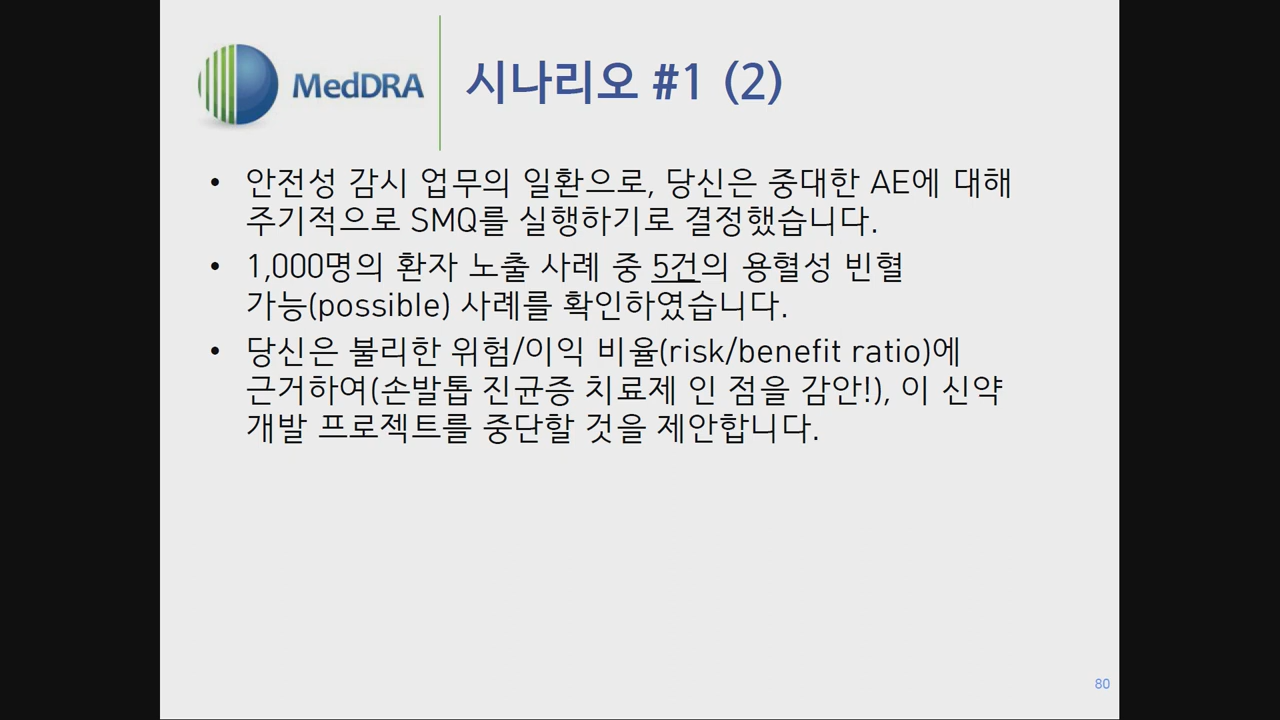 MedDRA
시나리오 #1 (2)
• 안전성 감시 업무의 일환으로, 당신은 중대한 AE에 대해
주기적으로 SMQ를 실행하기로 결정했습니다.
• 1,000명의 환자 노출 사례 중 5건의 용혈성 빈혈
가능(possible) 사례를 확인하였습니다.
• 당신은 불리한 위험/이익 비율(risk/benefit ratio)에
근거하여(손발톱 진균증 치료제 인 점을 감안!), 이 신약
개발 프로젝트를 중단할 것을 제안합니다.
80